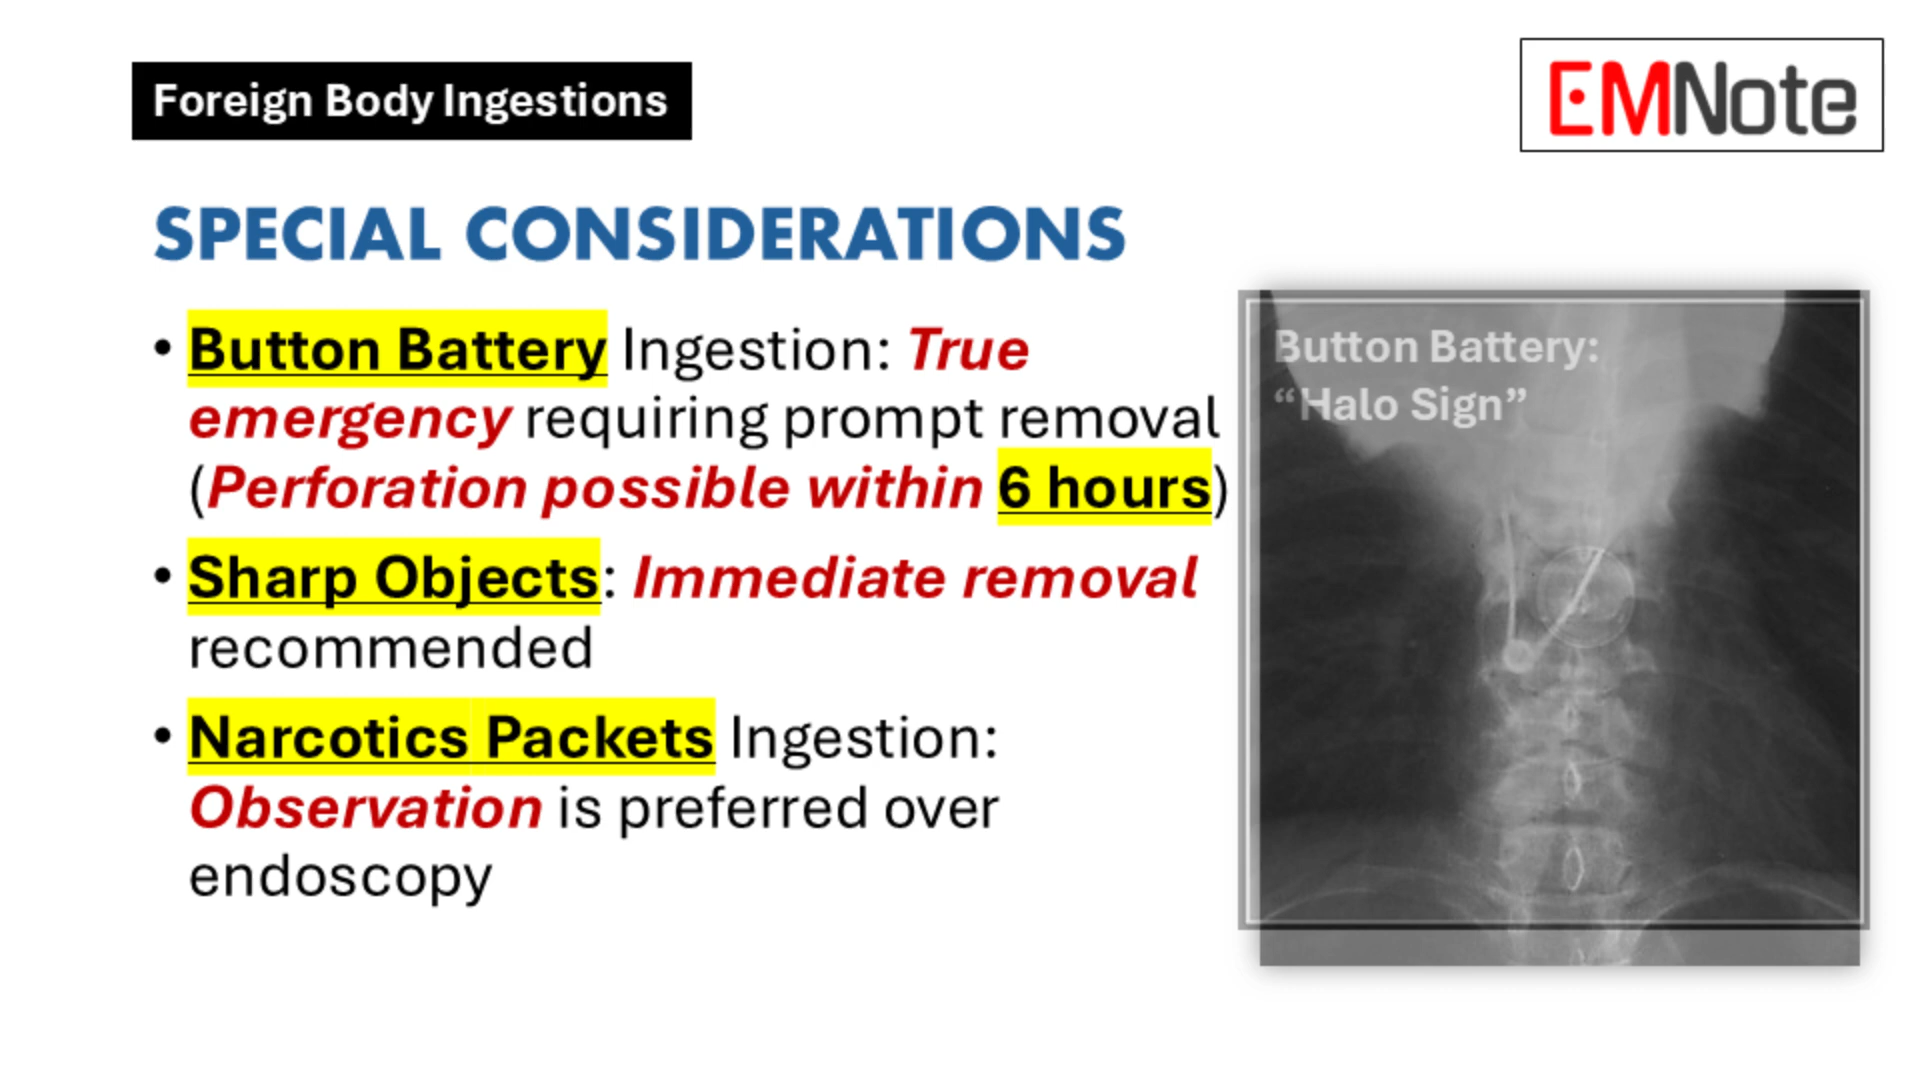 Foreign Body Ingestions
EMNote
SPECIAL CONSIDERATIONS
• Button Battery Ingestion: True
emergency requiring prompt removal
(Perforation possible within 6 hours)
• Sharp Objects: Immediate removal
recommended
• Narcotics Packets Ingestion:
Observation is preferred over
endoscopy
Button Battery:
“Halo Sign”